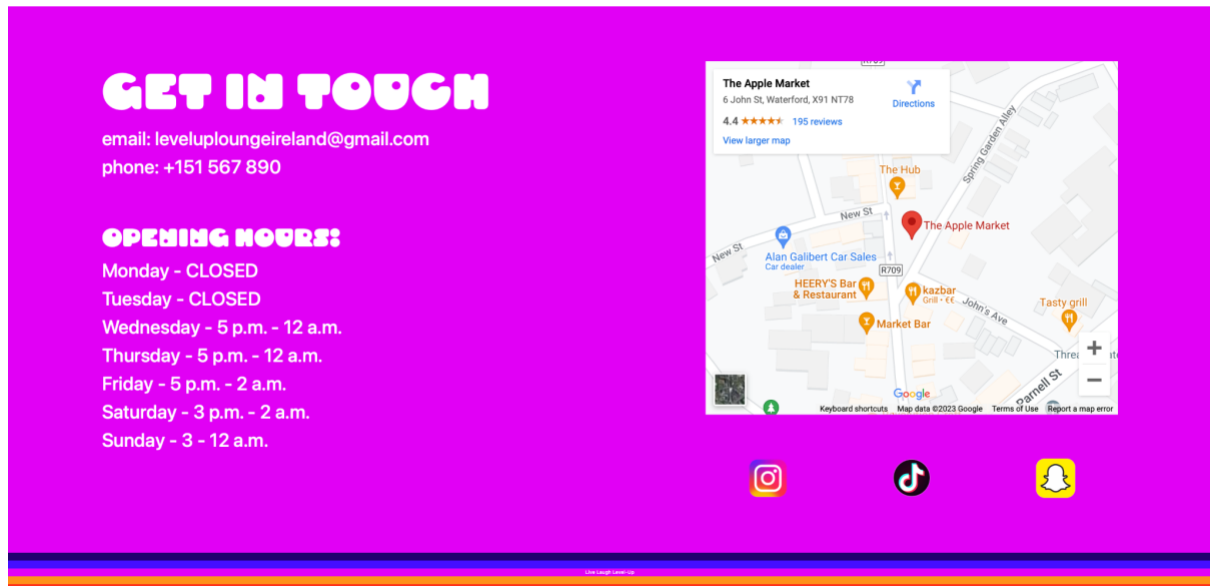 GET IN TOUCH
email: leveluploungeireland@gmail.com
phone: +151 567 890
OPENING HOURS:
Monday - CLOSED
Tuesday - CLOSED
Wednesday - 5 p.m. - 12 a.m.
Thursday - 5 p.m. - 12 a.m.
Friday - 5 p.m. - 2 a.m.
Saturday - 3 p.m. - 2 a.m.
Sunday - 3 - 12 a.m.
R709
The Apple Market
6 John St, Waterford, X91 NT78
Directions
4.4
195 reviews
View larger map
Spring Garden Alley
The Hub
New St
The Apple Market
New St
Alan Galibert Car Sales
Car dealer
R709
HEERY'S Bar
& Restaurant
kazbar
Grill • €€
John's Ave
Tasty grill
Market Bar
+
Parnell St
−
Google
Keyboard shortcuts Map data ©2023 Google Terms of Use Report a map error
Live Laugh Level-Up